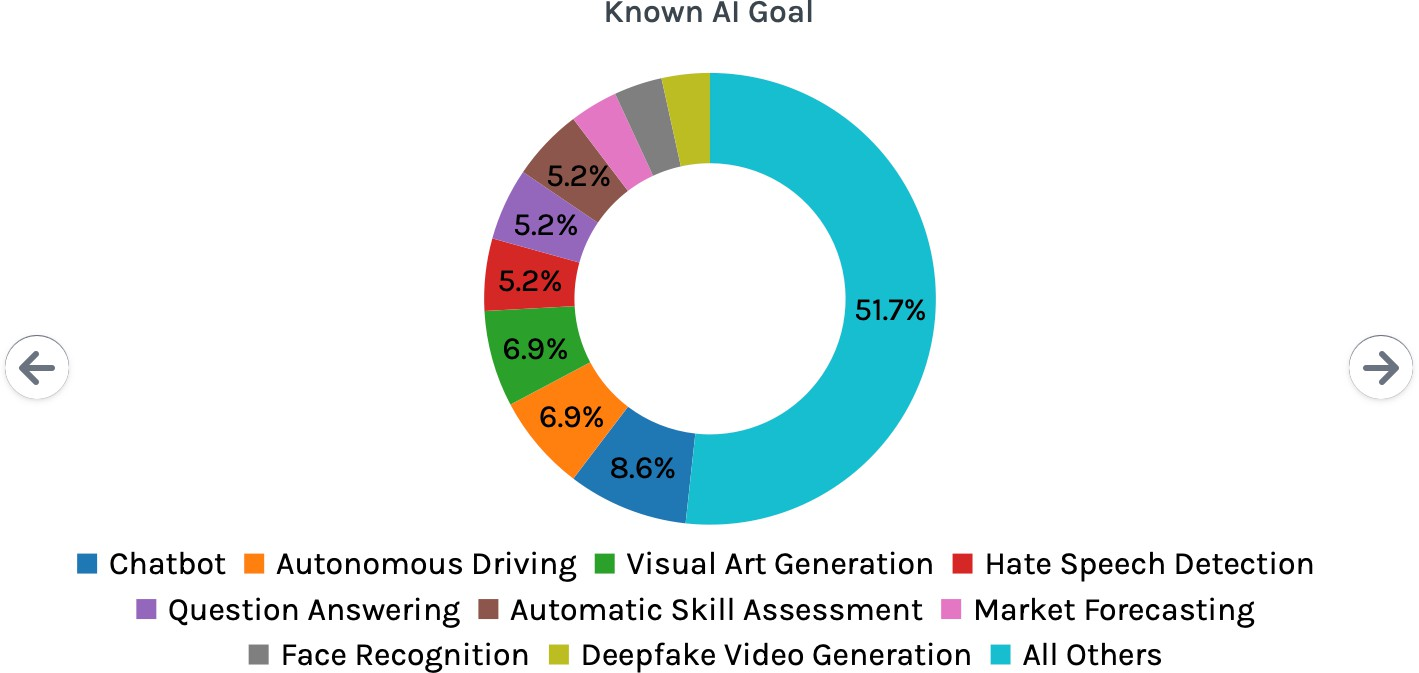 Known AI Goal
5.2%
5.2%
5.2%
51.7%
6.9%
6.9%
8.6%
Chatbot Autonomous Driving Visual Art Generation Hate Speech Detection
Question Answering Automatic Skill Assessment Market Forecasting
Face Recognition Deepfake Video Generation All Others